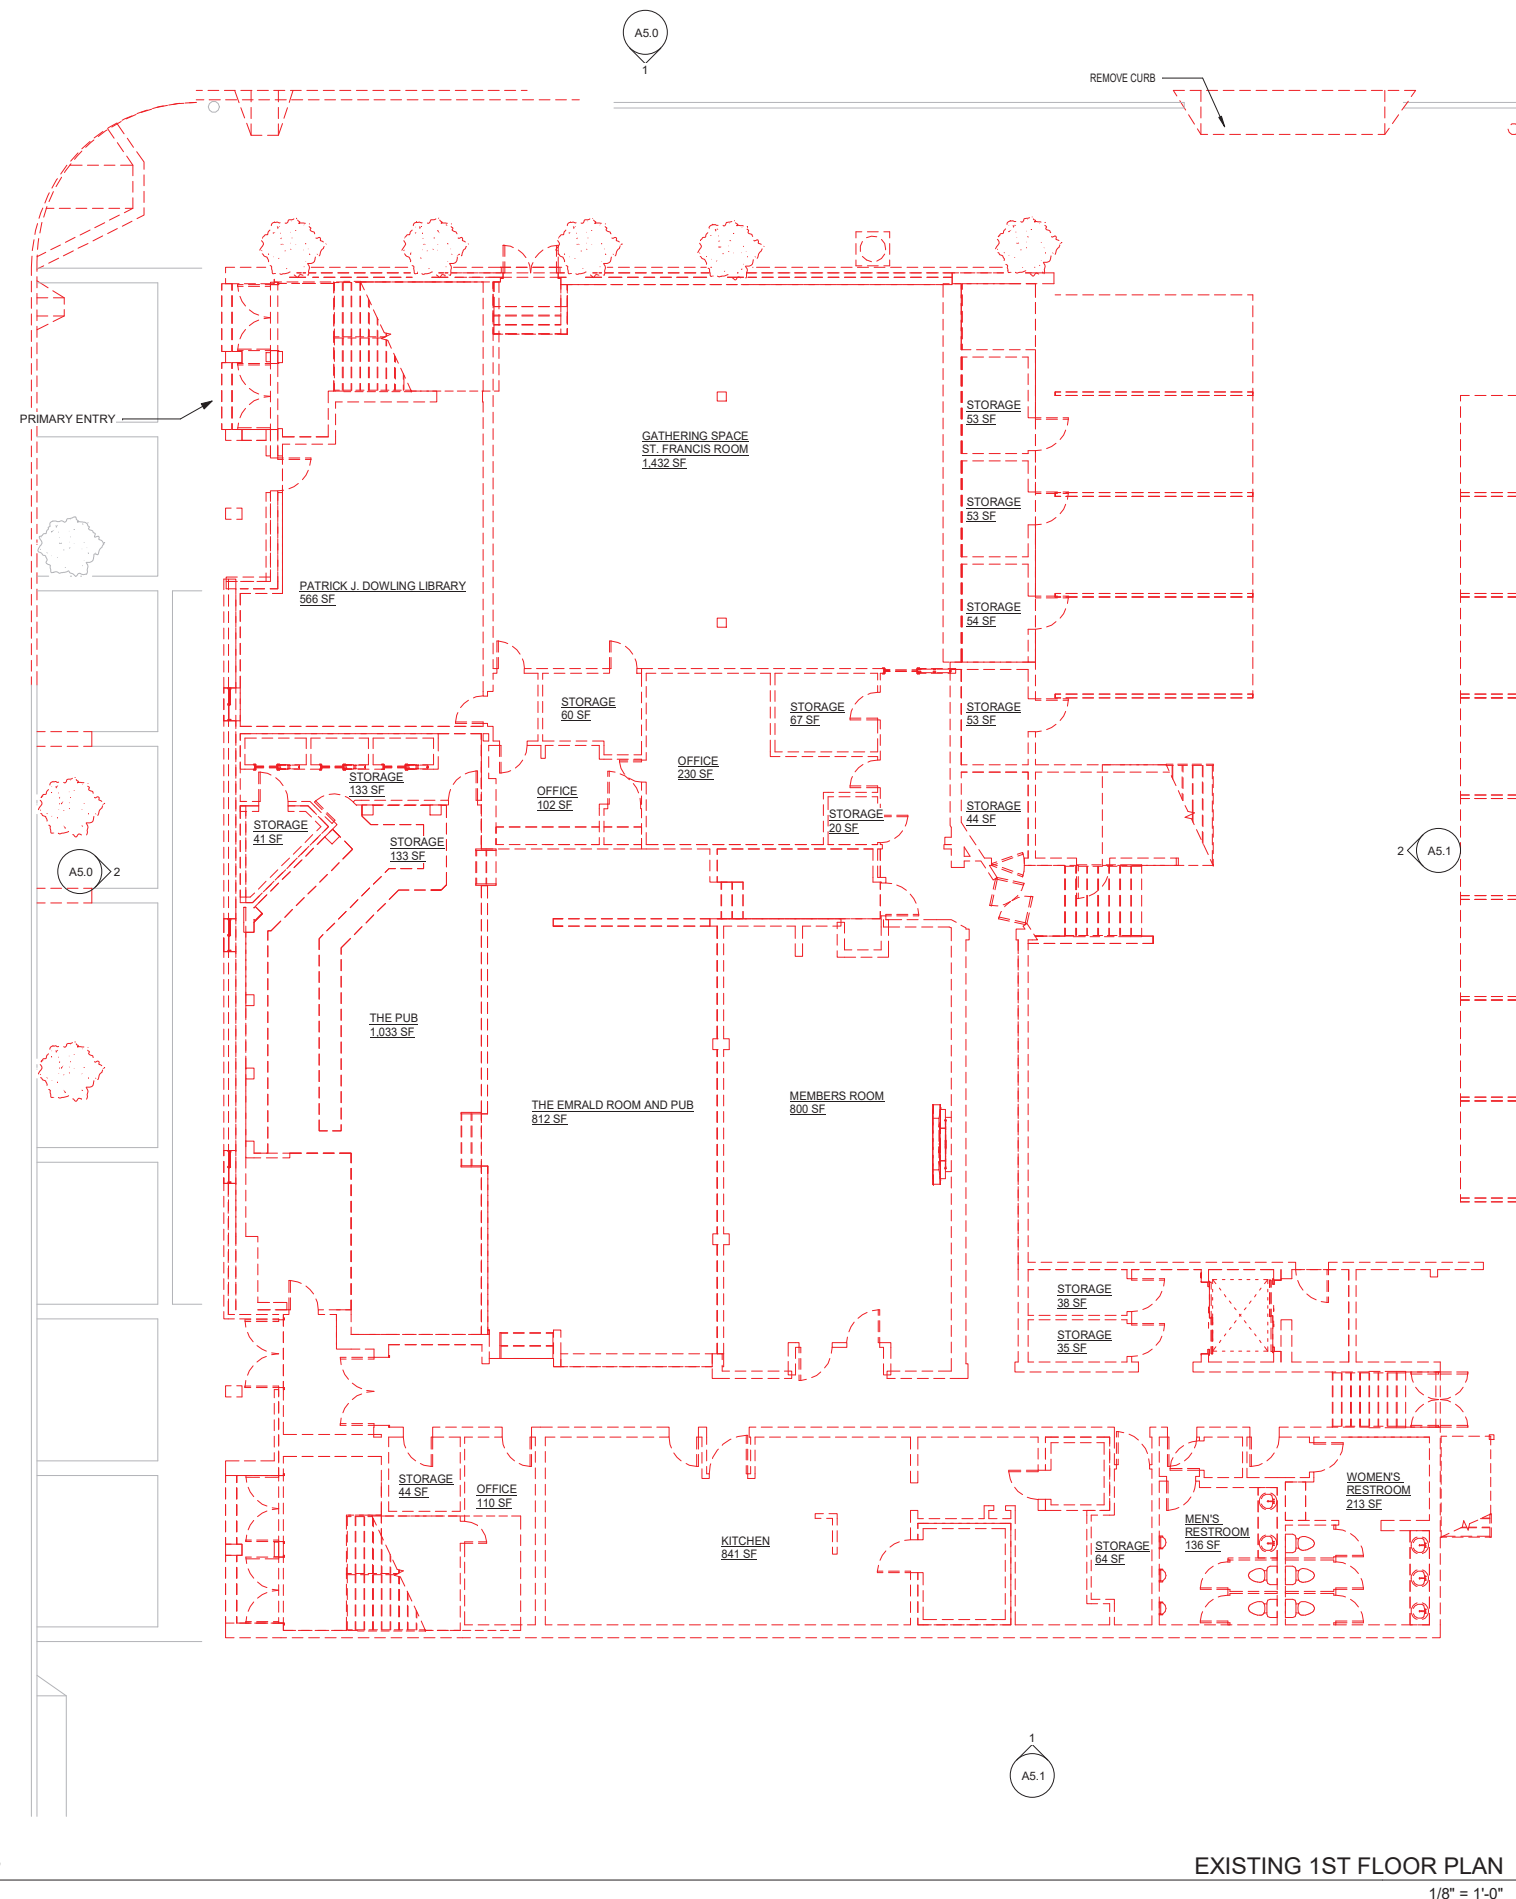 A5.0
1
REMOVE CURB
PRIMARY ENTRY
STORAGE
53 SF
GATHERING SPACE
ST. FRANCIS ROOM
1,432 SF
STORAGE
53 SF
PATRICK J. DOWLING LIBRARY
566 SF
STORAGE
54 SF
STORAGE
60 SF
STORAGE
67 SF
STORAGE
53 SF
OFFICE
230 SF
STORAGE
133 SF
OFFICE
102 SF
STORAGE
20 SF
STORAGE
44 SF
STORAGE
41 SF
STORAGE
133 SF
A5.0
2
2
A5.1
THE PUB
1,033 SF
THE EMRALD ROOM AND PUB
812 SF
MEMBERS ROOM
800 SF
STORAGE
38 SF
STORAGE
35 SF
STORAGE
44 SF
OFFICE
110 SF
WOMEN'S
RESTROOM
213 SF
MEN'S
RESTROOM
136 SF
KITCHEN
841 SF
STORAGE
64 SF
1
A5.1
EXISTING 1ST FLOOR PLAN
1/8" = 1'-0"